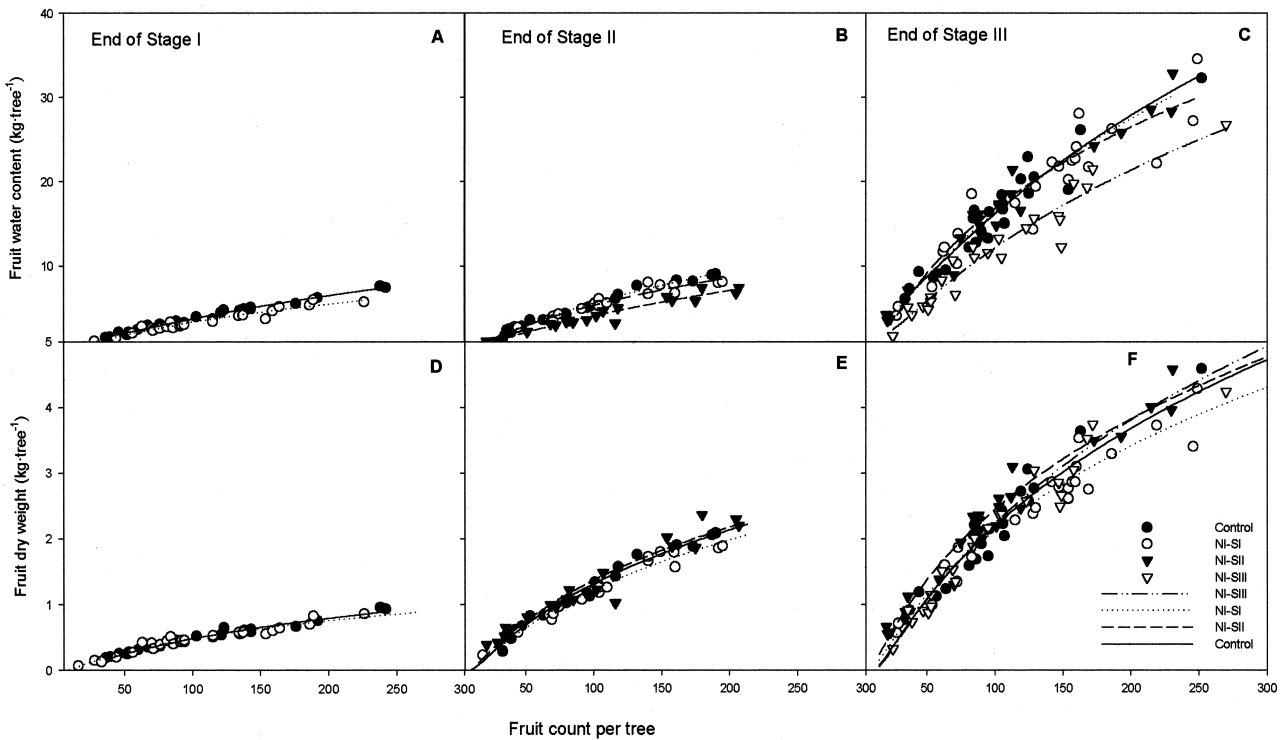 40
30
20
10
5
Fruit water content (kg·tree⁻¹)
End of Stage I
A
End of Stage II
B
End of Stage III
C
4
3
2
1
0
Fruit dry weight (kg·tree⁻¹)
D
E
F
Control
NI-SI
NI-SII
NI-SIII
NI-SIII
NI-SI
NI-SII
Control
50 100 150 200 250 300 50 100 150 200 250 300 50 100 150 200 250 300
Fruit count per tree